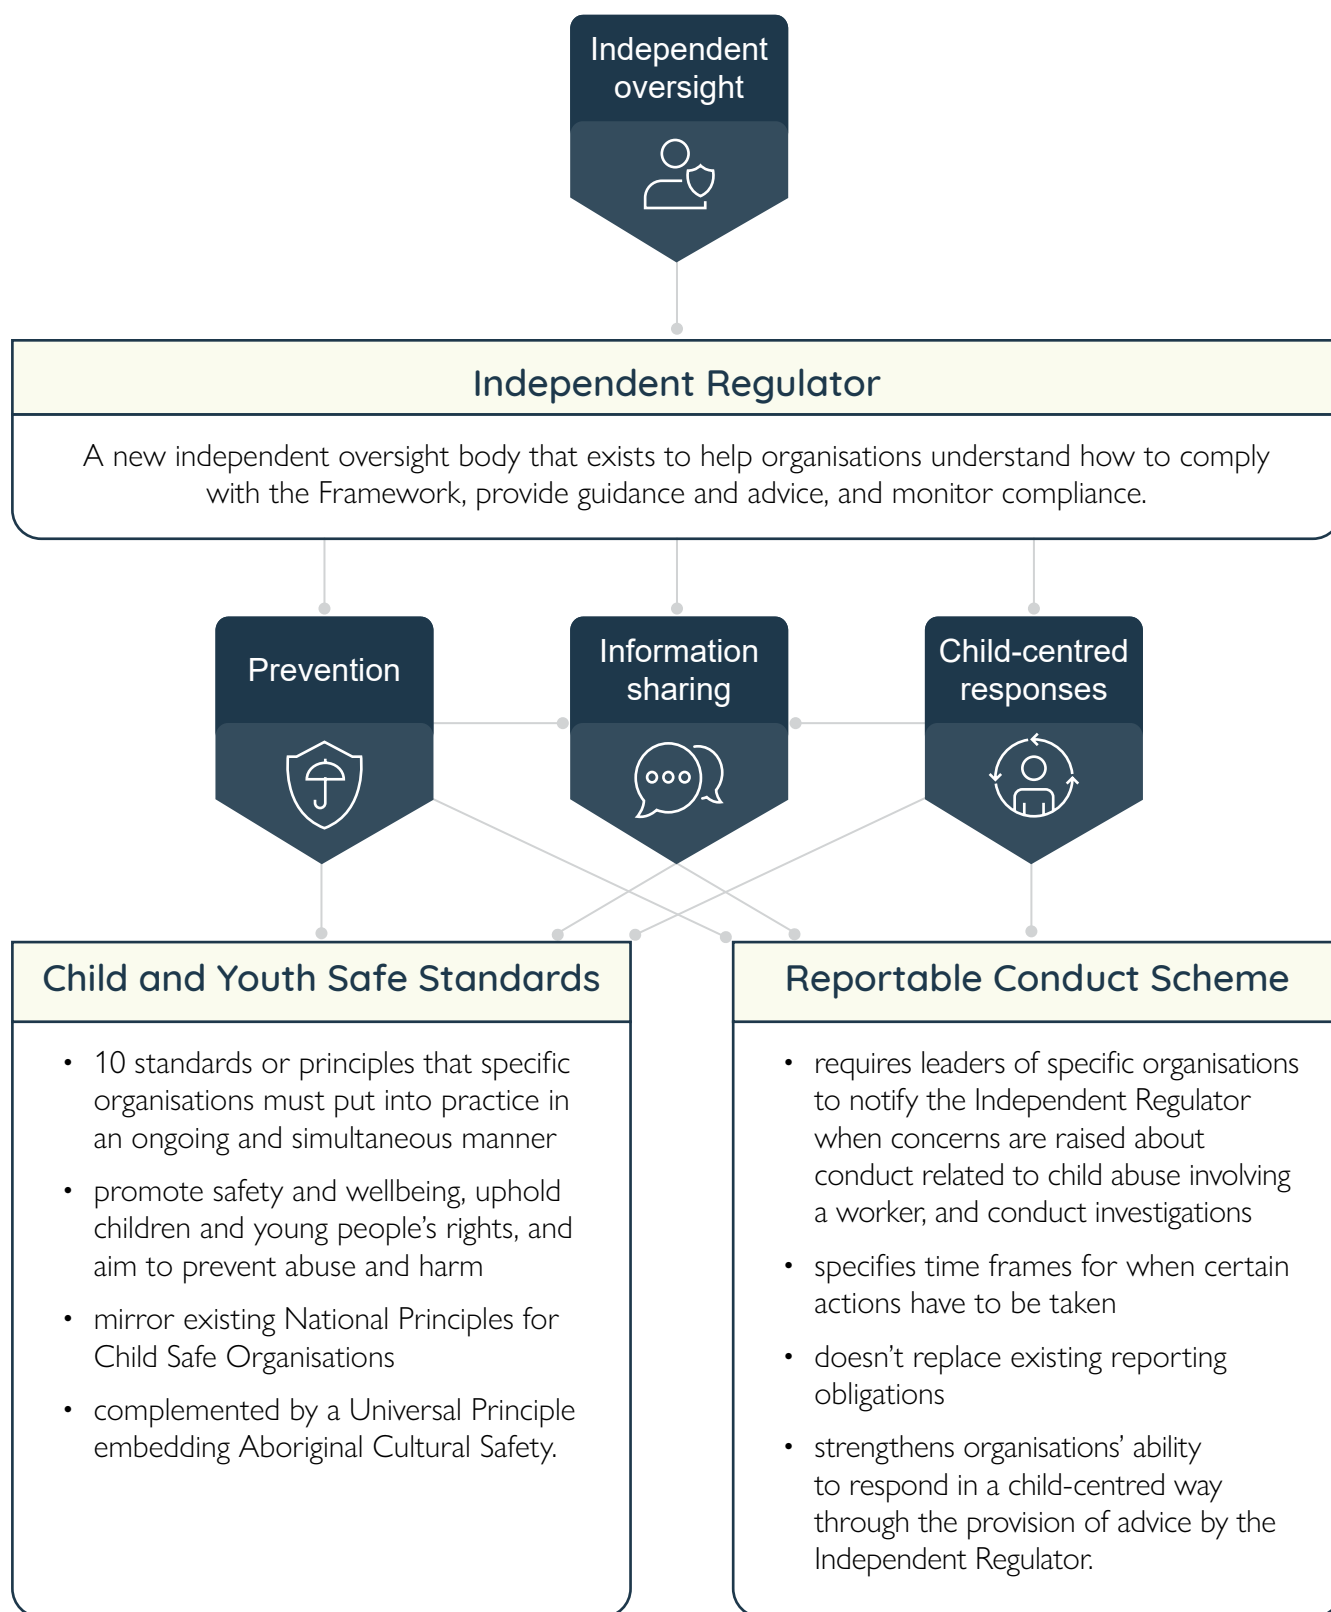 Independent
oversight
Independent Regulator
A new independent oversight body that exists to help organisations understand how to comply
with the Framework, provide guidance and advice, and monitor compliance.
Prevention
Information
sharing
Child-centred
responses
Child and Youth Safe Standards
• 10 standards or principles that specific
organisations must put into practice in
an ongoing and simultaneous manner
• promote safety and wellbeing, uphold
children and young people’s rights, and
aim to prevent abuse and harm
• mirror existing National Principles for
Child Safe Organisations
• complemented by a Universal Principle
embedding Aboriginal Cultural Safety.
Reportable Conduct Scheme
• requires leaders of specific organisations
to notify the Independent Regulator
when concerns are raised about
conduct related to child abuse involving
a worker, and conduct investigations
• specifies time frames for when certain
actions have to be taken
• doesn’t replace existing reporting
obligations
• strengthens organisations’ ability
to respond in a child-centred way
through the provision of advice by the
Independent Regulator.